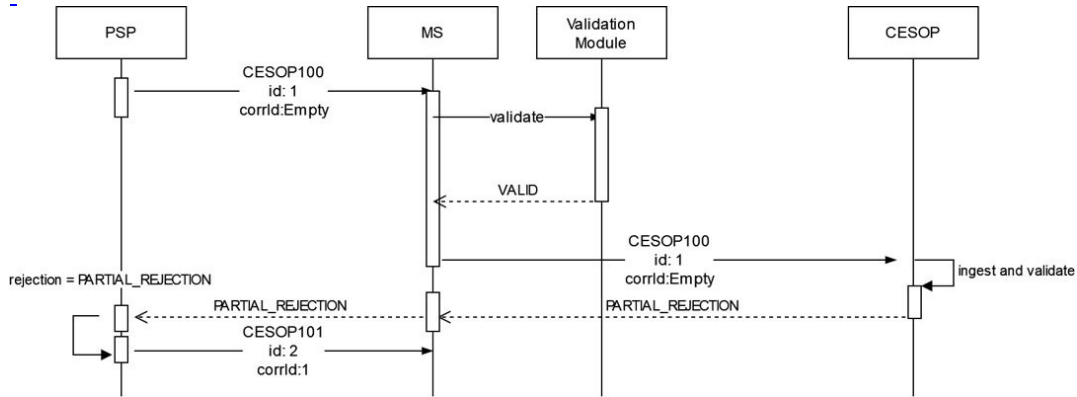 PSP
MS
Validation
Module
CESOP
CESOP100
id: 1
corrId:Empty
validate
VALID
CESOP100
id: 1
corrId:Empty
ingest and validate
rejection = PARTIAL_REJECTION
PARTIAL_REJECTION
PARTIAL_REJECTION
CESOP101
id: 2
corrId:1